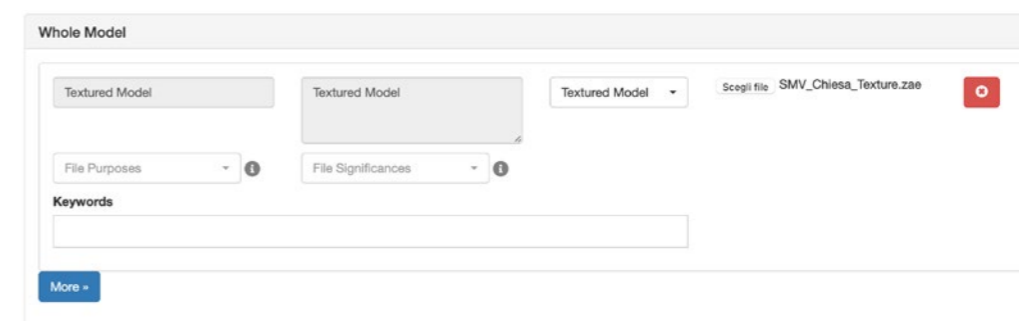 Whole Model
Textured Model Textured Model Textured Model Scegli file SMV_Chiesa_Texture.zae
File Purposes File Significances
Keywords
More »